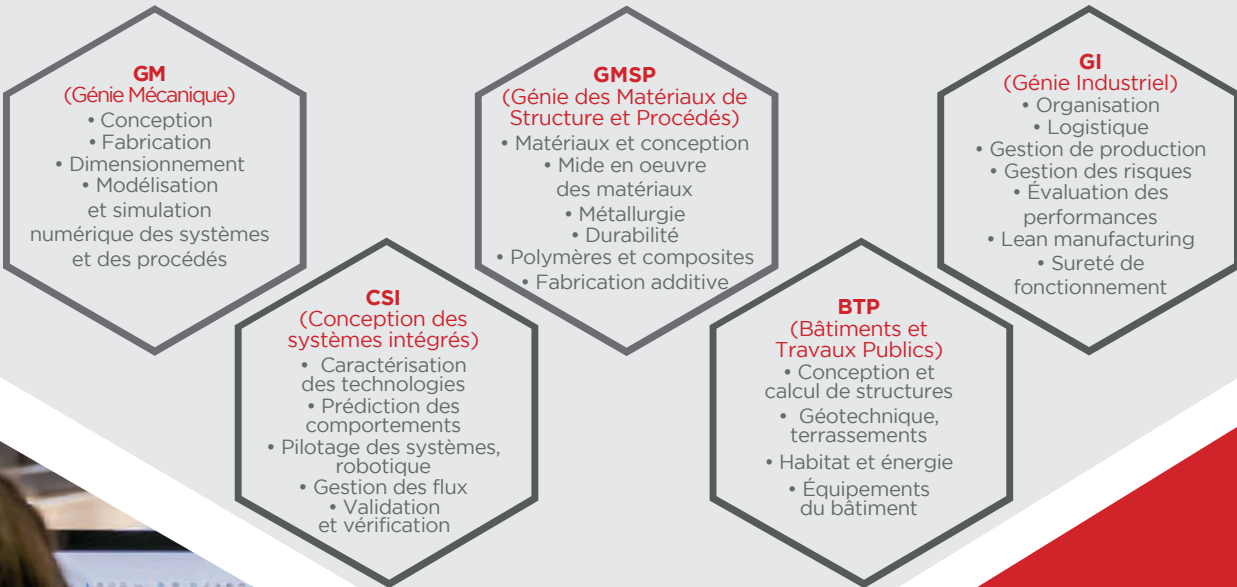 GM
(Génie Mécanique)
• Conception
• Fabrication
• Dimensionnement
• Modélisation
et simulation
numérique des systèmes
et des procédés
CSI
(Conception des
systèmes intégrés)
• Caractérisation
des technologies
• Prédiction des
comportements
• Pilotage des systèmes,
robotique
• Gestion des flux
• Validation
et vérification
GMSP
(Génie des Matériaux de
Structure et Procédés)
• Matériaux et conception
• Mide en oeuvre
des matériaux
• Métallurgie
• Durabilité
• Polymères et composites
• Fabrication additive
BTP
(Bâtiments et
Travaux Publics)
• Conception et
calcul de structures
• Géotechnique,
terrassements
• Habitat et énergie
• Équipements
du bâtiment
GI
(Génie Industriel)
• Organisation
• Logistique
• Gestion de production
• Gestion des risques
• Évaluation des
performances
• Lean manufacturing
• Sureté de
fonctionnement